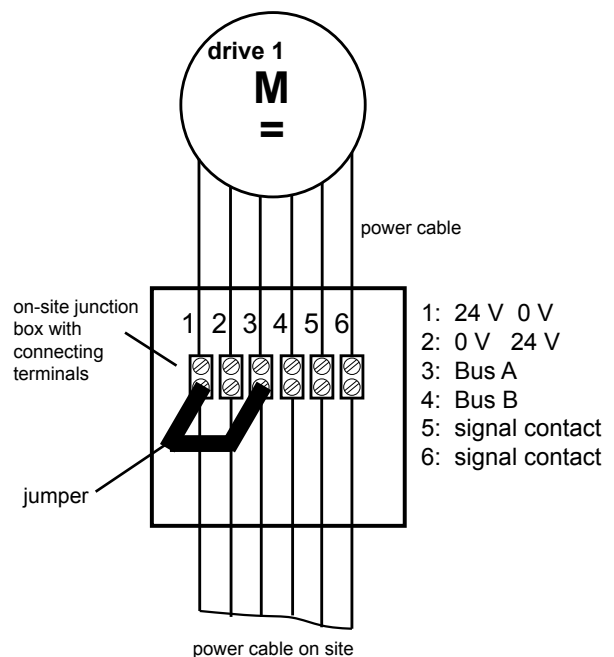 drive 1
M
=
power cable
on-site junction
box with
connecting
terminals
1 2 3 4 5 6
1: 24 V 0 V
2: 0 V 24 V
3: Bus A
4: Bus B
5: signal contact
6: signal contact
jumper
power cable on site